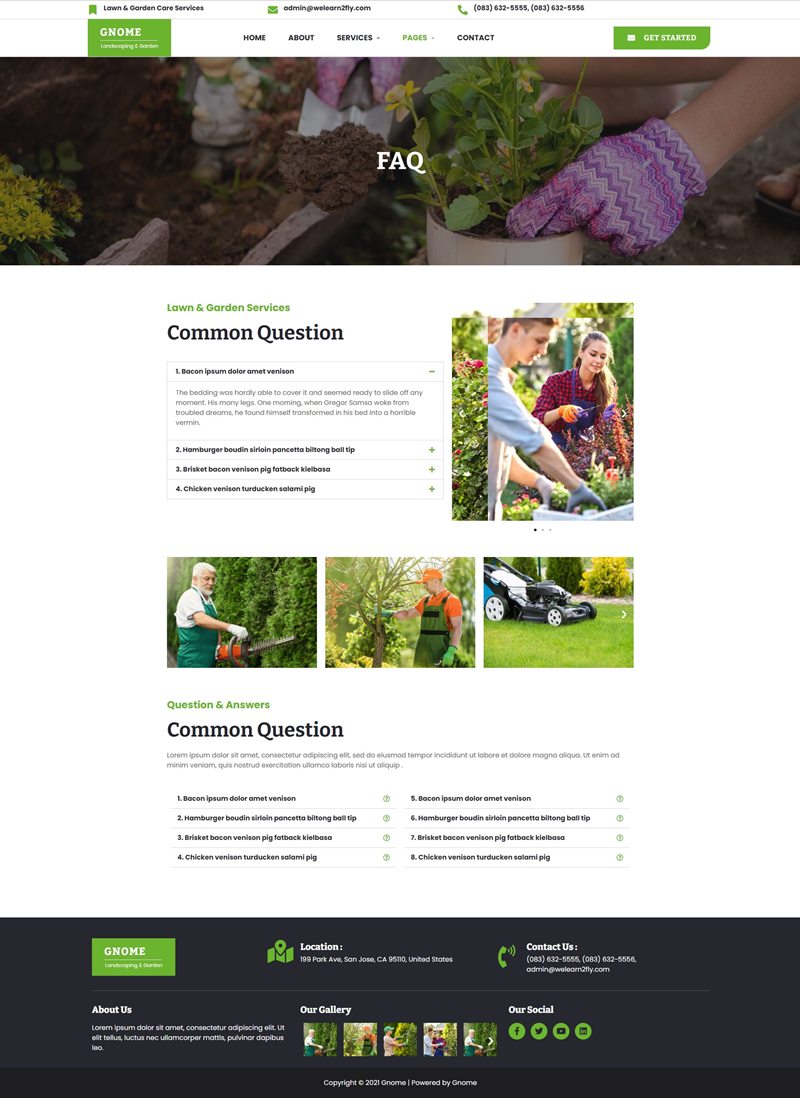 Lawn & Garden Care Services
admin@welearn2fly.com
(083) 632-5555, (083) 632-5556
GNOME
Landscoping & Garden
HOME
ABOUT
SERVICES
PAGES
CONTACT
GET STARTED
FAQ
Lawn & Garden Services
Common Question
1. Bacon ipsum dolor amet venison
The bedding was hardly able to cover it and seemed ready to slide off any
moment. His many legs. One morning, when Gregor Samsa woke from
troubled dreams, he found himself transformed in his bed into a horrible
vermin.
2. Hamburger boudin sirloin pancetta biltong ball tip
3. Brisket bacon venison pig fatback kielbasa
4. Chicken venison turducken salami pig
Question & Answers
Common Question
Lorem ipsum dolor sit amet, consectetur adipiscing elit, sed do eiusmod tempor incididunt ut labore et dolore magna aliqua. Ut enim ad
minim veniam, quis nostrud exercitation ullamco laboris nisi ut aliquip .
1. Bacon ipsum dolor amet venison
2. Hamburger boudin sirloin pancetta biltong ball tip
3. Brisket bacon venison pig fatback kielbasa
4. Chicken venison turducken salami pig
5. Bacon ipsum dolor amet venison
6. Hamburger boudin sirloin pancetta biltong ball tip
7. Brisket bacon venison pig fatback kielbasa
8. Chicken venison turducken salami pig
GNOME
Landscoping & Garden
Location :
199 Park Ave, San Jose, CA 95110, United States
Contact Us :
(083) 632-5555, (083) 632-5556,
admin@welearn2fly.com
About Us
Lorem ipsum dolor sit amet, consectetur adipiscing elit. Ut
elit tellus, luctus nec ullamcorper mattis, pulvinar dapibus
leo.
Our Gallery
Our Social
Copyright © 2021 Gnome | Powered by Gnome